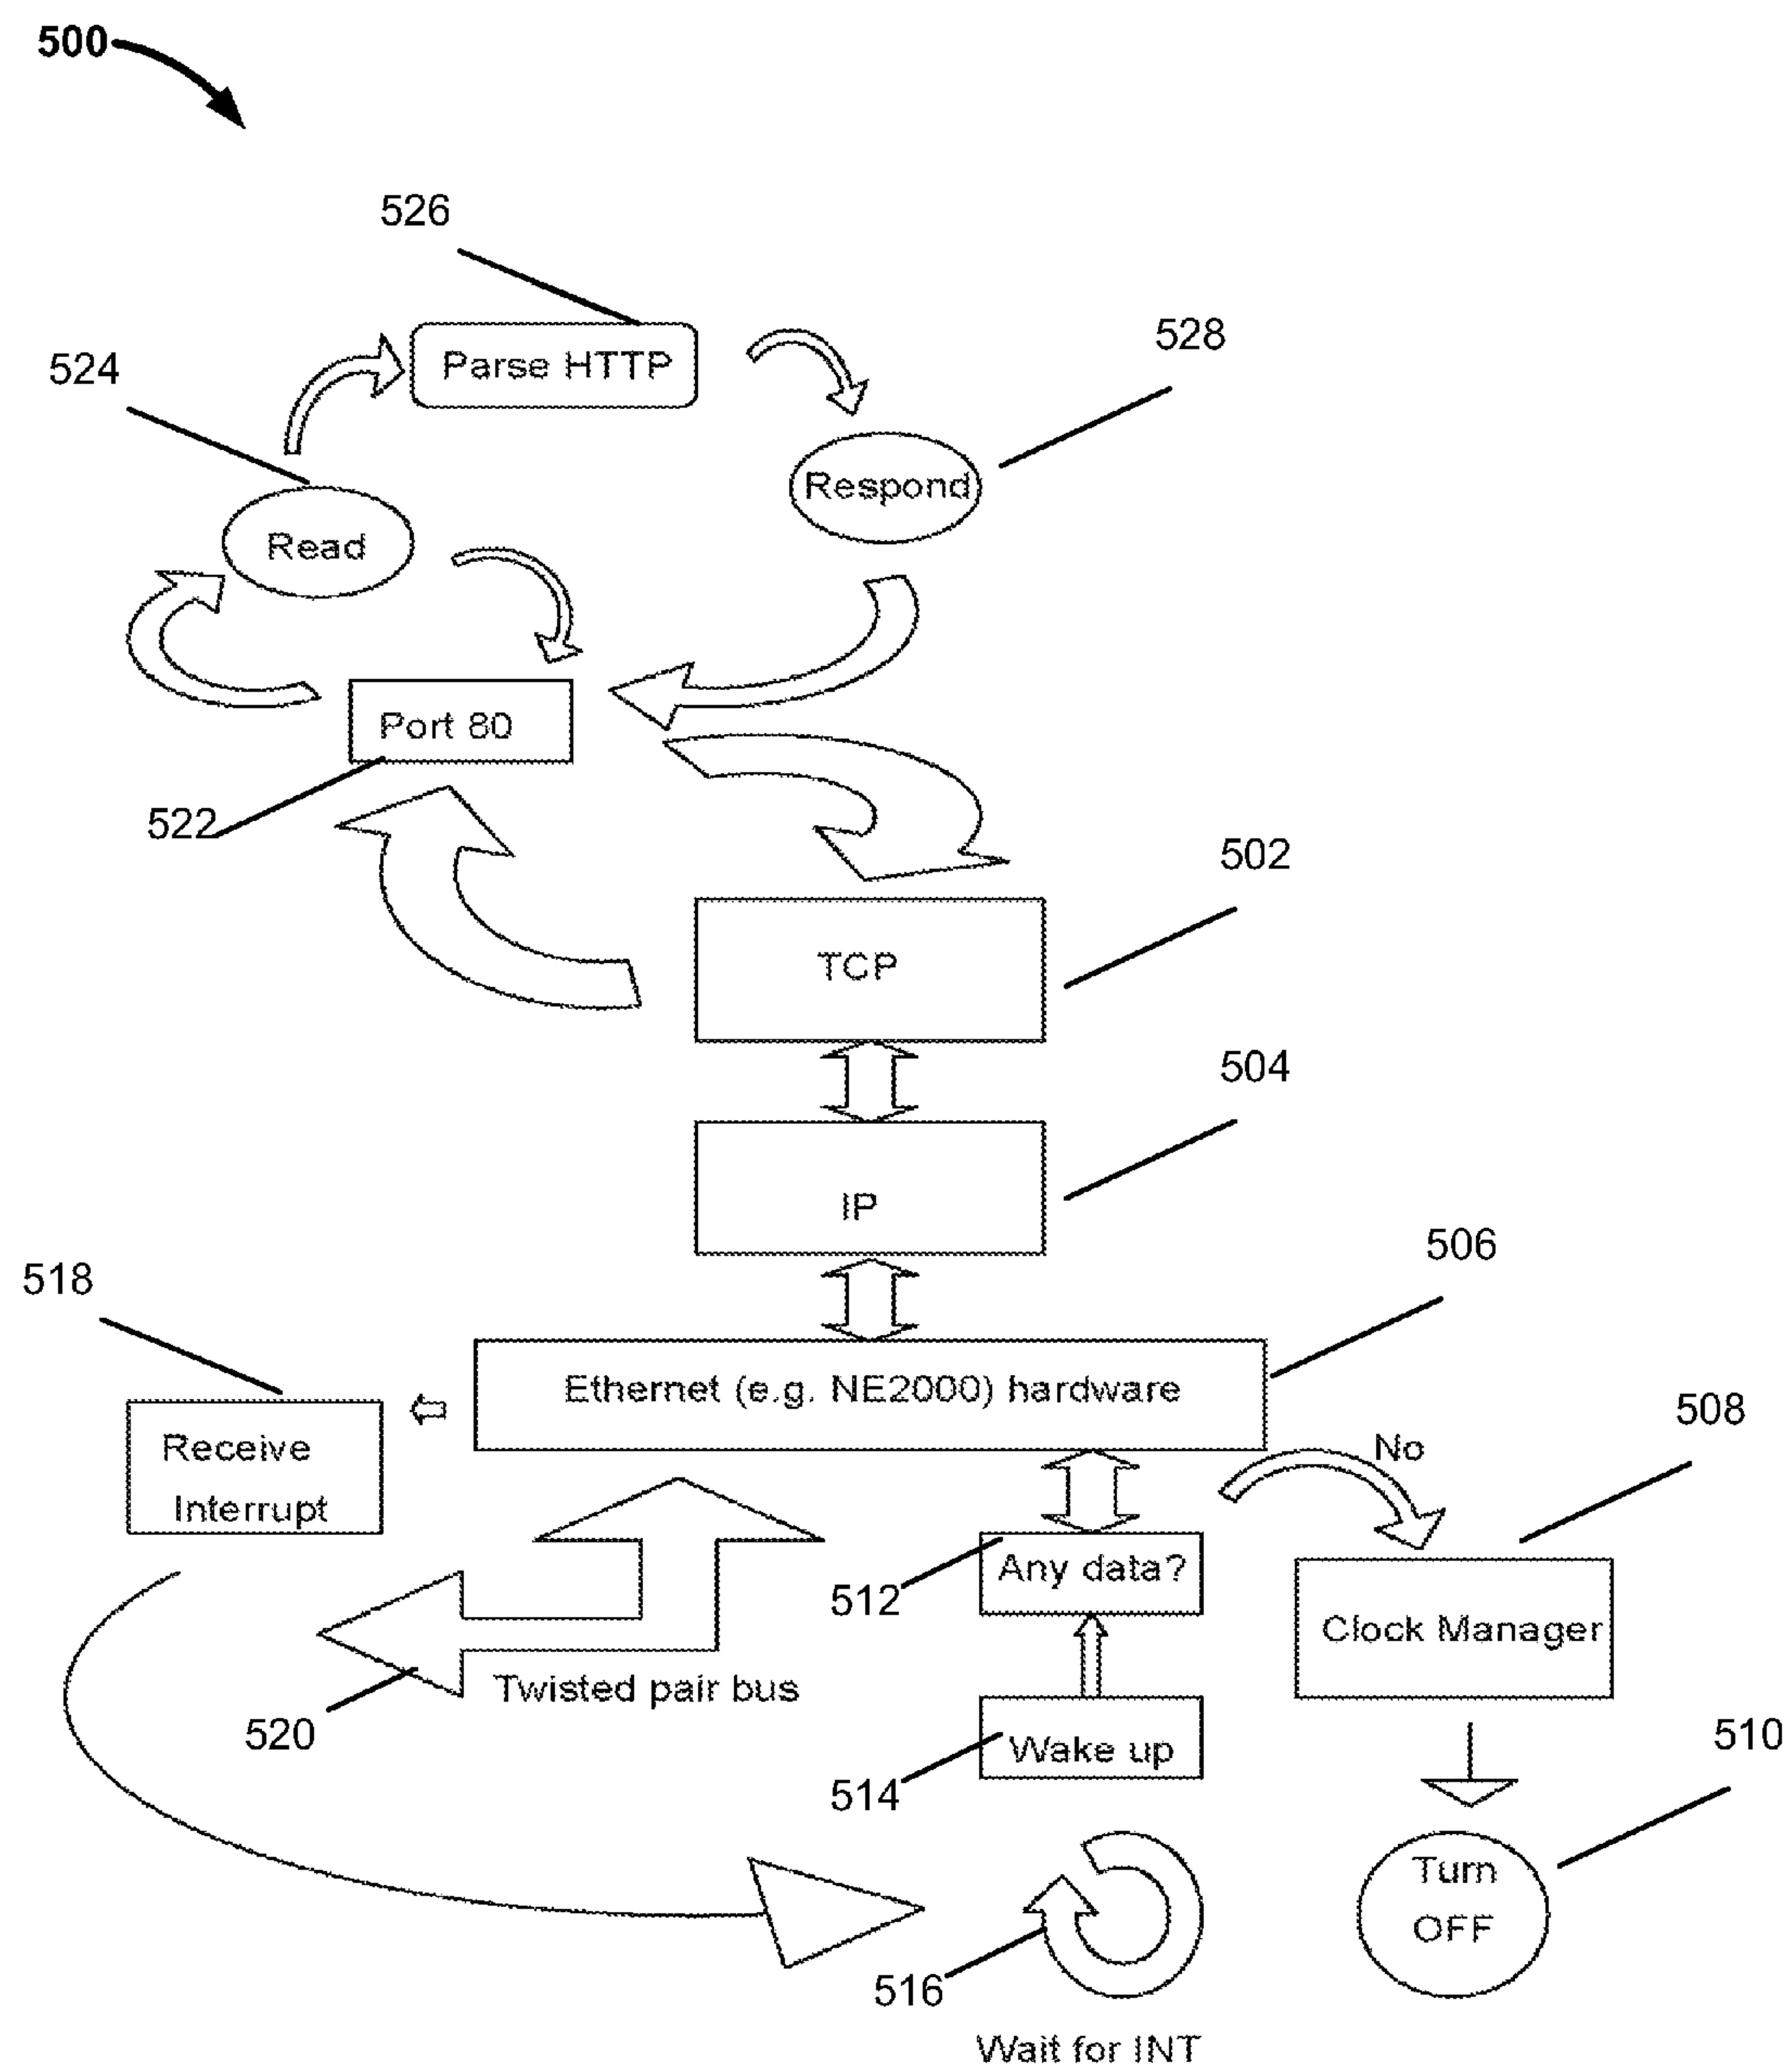 500
526
Parse HTTP
528
524
Respond
Read
Port 80
522
502
TCP
504
IP
506
518
Ethernet (e.g. NE2000) hardware
508
No
Receive
Interrupt
Any data?
512
Clock Manager
Twisted pair bus
520
Wake up
514
510
Turn
OFF
516
Wait for INT